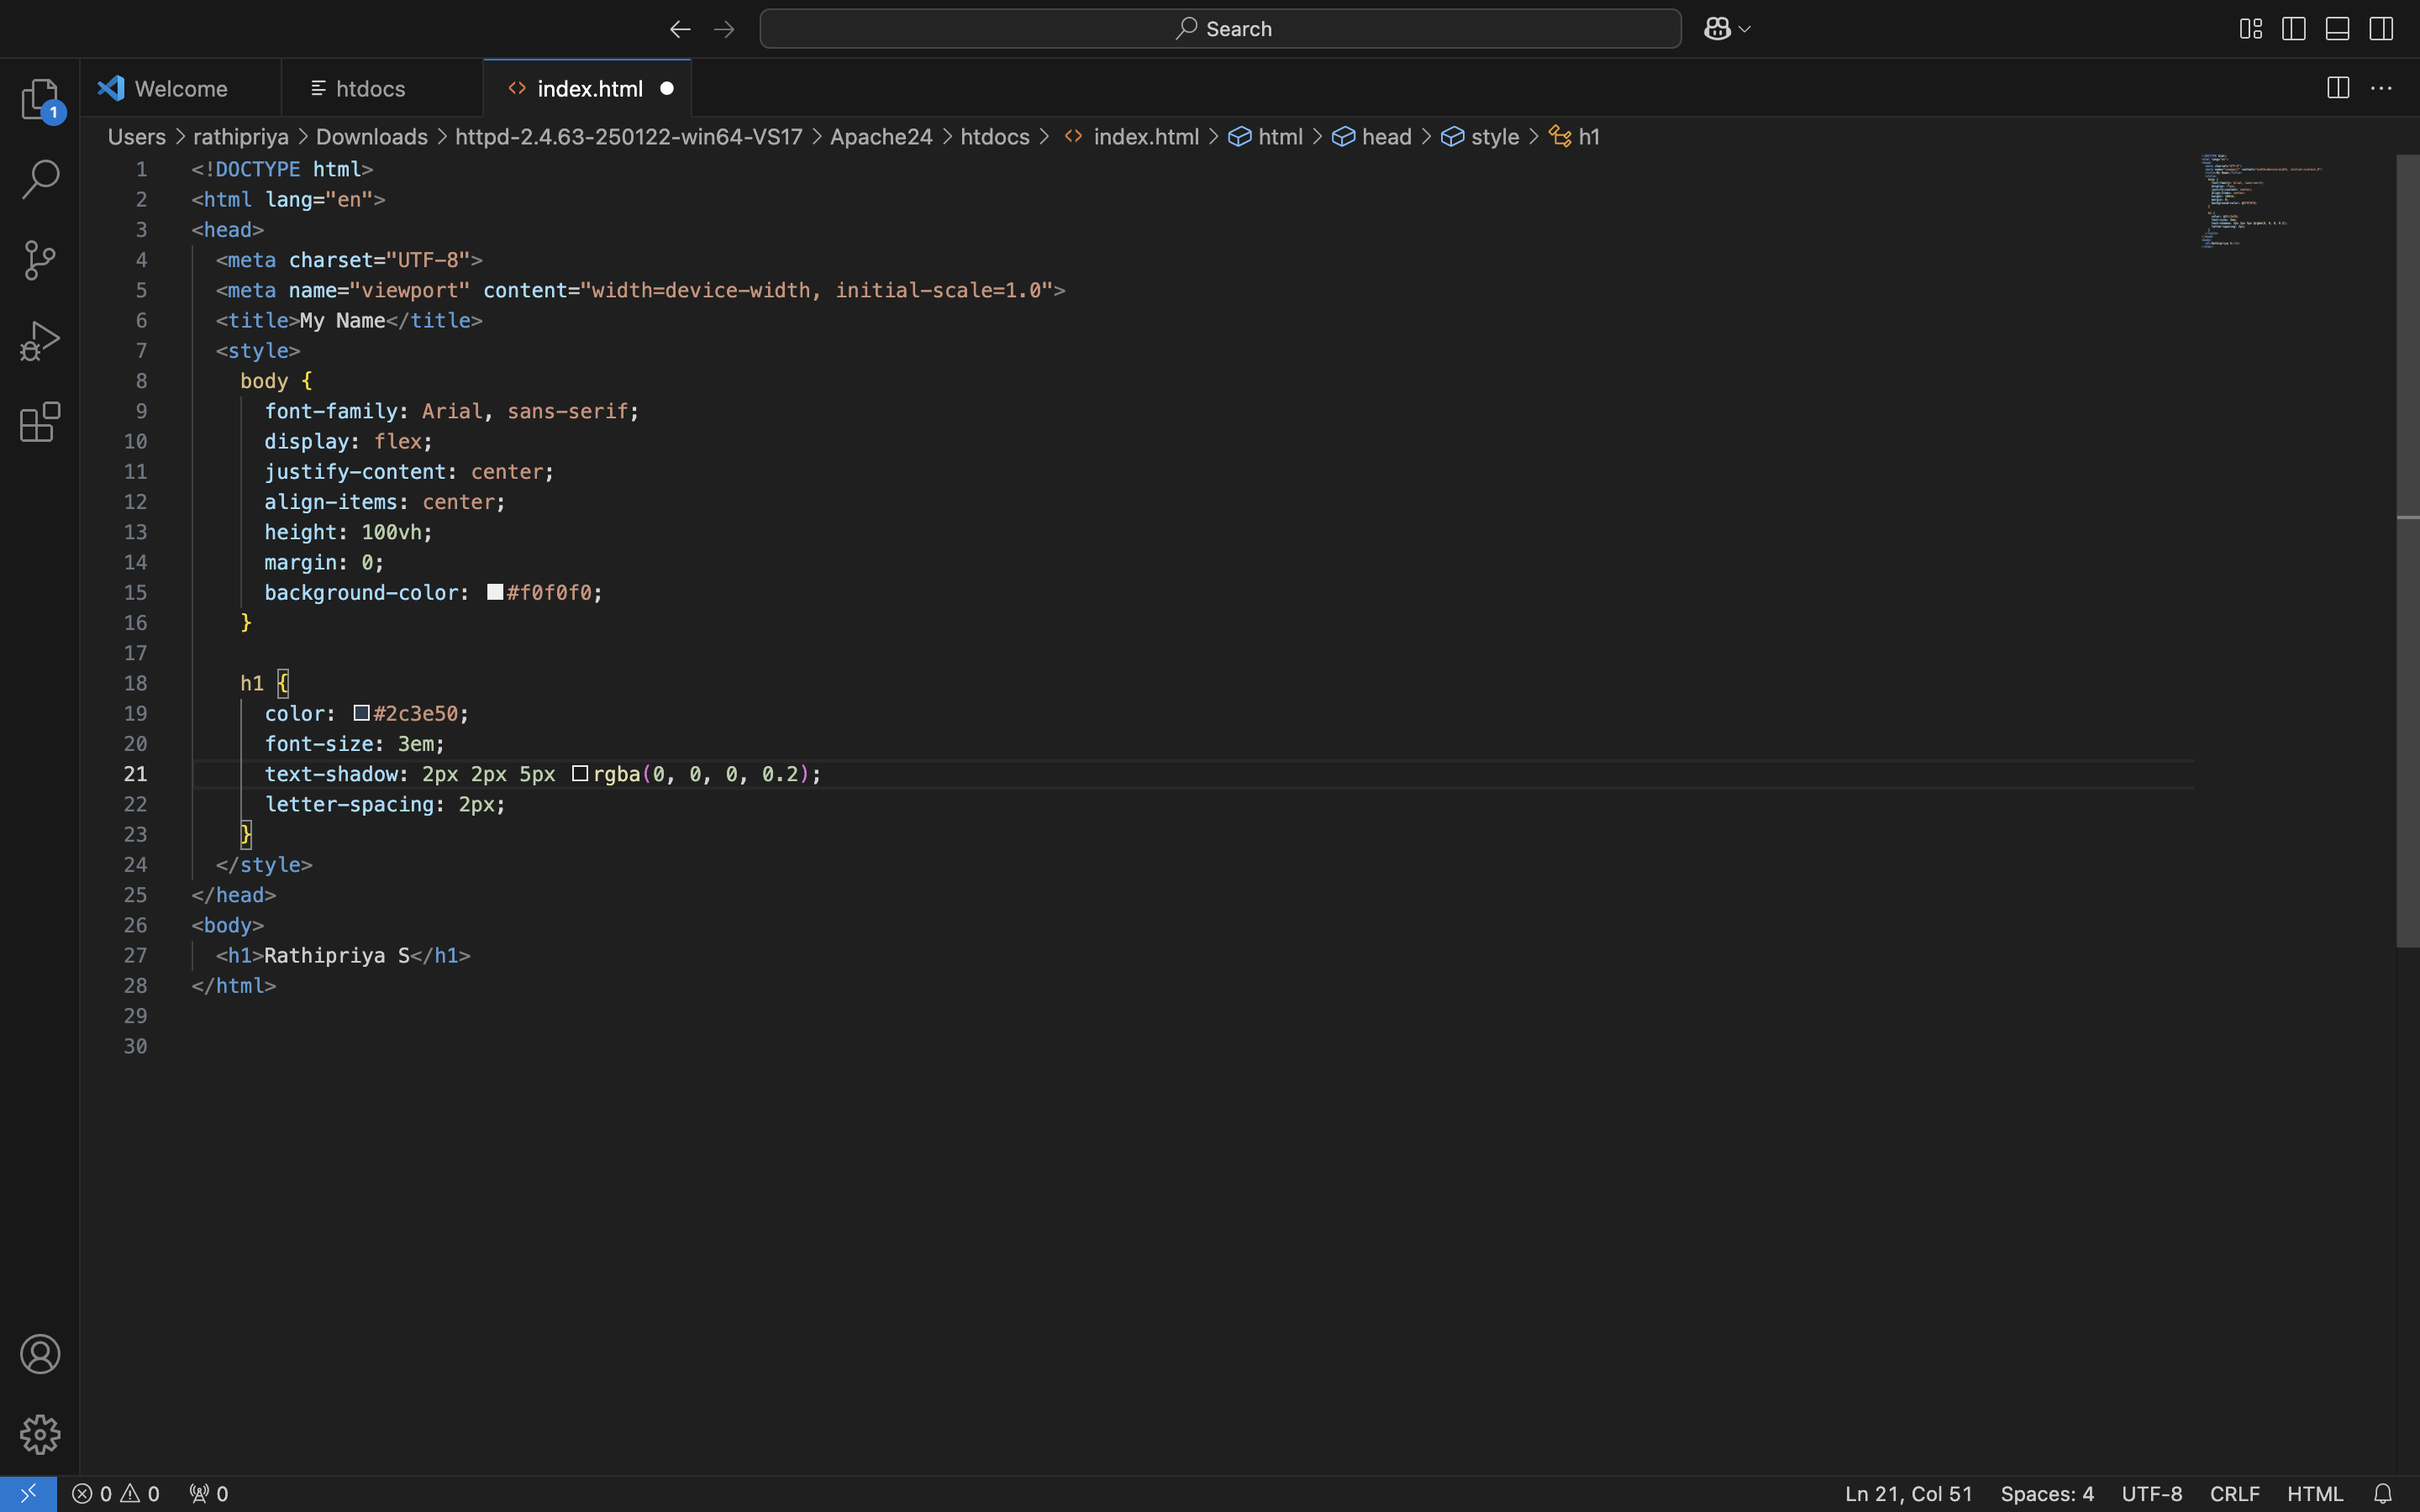 Search
Welcome
htdocs
index.html
1
Users > rathipriya > Downloads > httpd-2.4.63-250122-win64-VS17 > Apache24 > htdocs > index.html > html > head > style > h1
1 <!DOCTYPE html>
2 <html lang="en">
3 <head>
4 <meta charset="UTF-8">
5 <meta name="viewport" content="width=device-width, initial-scale=1.0">
6 <title>My Name</title>
7 <style>
8 body {
9 font-family: Arial, sans-serif;
10 display: flex;
11 justify-content: center;
12 align-items: center;
13 height: 100vh;
14 margin: 0;
15 background-color: #f0f0f0;
16 }
17
18 h1 {
19 color: #2c3e50;
20 font-size: 3em;
21 text-shadow: 2px 2px 5px rgba(0, 0, 0, 0.2);
22 letter-spacing: 2px;
23 }
24 </style>
25 </head>
26 <body>
27 <h1>Rathipriya S</h1>
28 </html>
29
30
0 0 0
Ln 21, Col 51 Spaces: 4 UTF-8 CRLF HTML